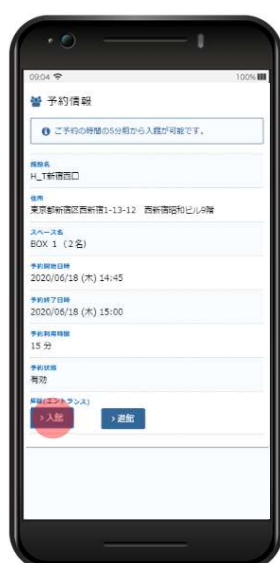 09:04
100%
予約情報
ご予約の時間の5分前から入館が可能です。
施設名
H_T新宿西口
住所
東京都新宿区西新宿1-13-12 西新宿昭和ビル9階
スペース名
BOX 1 (2名)
予約開始日時
2020/06/18 (木) 14:45
予約終了日時
2020/06/18 (木) 15:00
予約利用時間
15 分
予約状態
有効
解錠(エントランス)
› 入館
› 退館